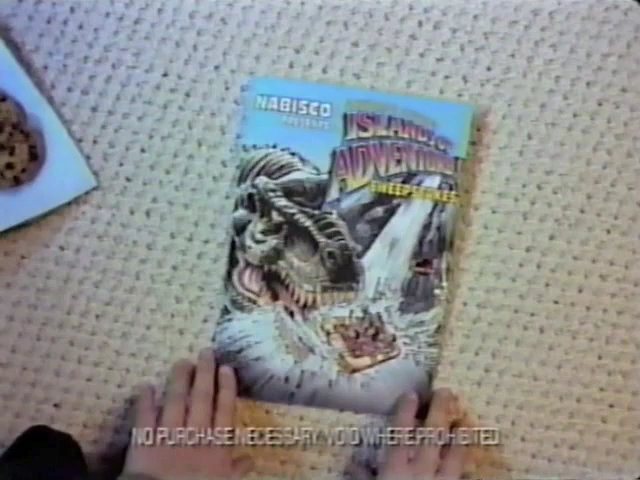 NABISCO
PRESENTS
ISLANDS OF
ADVENTURE
SWEEPSTAKES
NO PURCHASE NECESSARY. VOID WHERE PROHIBITED.